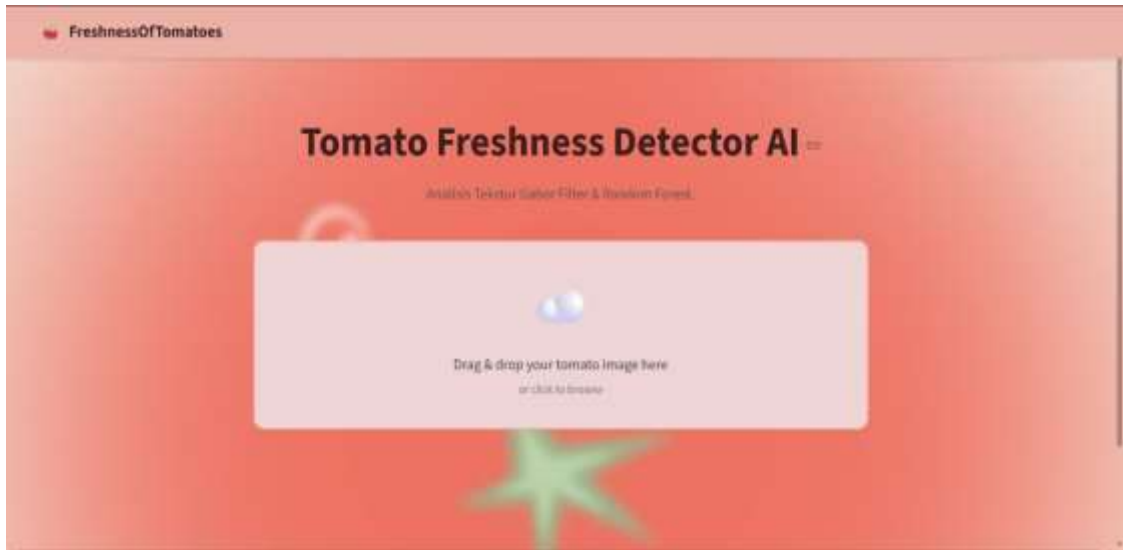 FreshnessOfTomatoes
Tomato Freshness Detector AI
Analisis Tekstur Gabor Filter & Random Forest.
Drag & drop your tomato image here
or click to browse